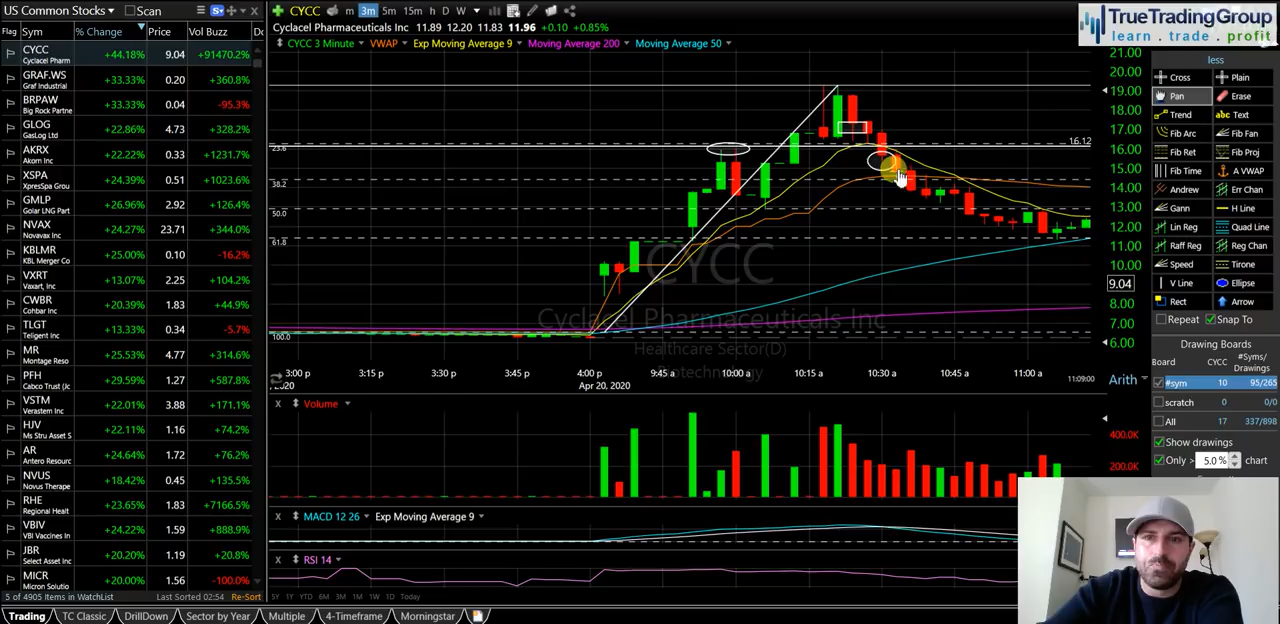 US Common Stocks Scan
Flag Sym % Change Price Vol Buzz
CYCC +44.18% 9.04 +91470.2%
Cyclacel Pharm
GRAF.WS +33.33% 0.20 +360.8%
Graf Industrial
BRPAW +33.33% 0.04 -95.3%
Big Rock Partne
GLOG +22.86% 4.73 +328.2%
GasLog Ltd
AKRX +22.22% 0.33 +1231.7%
Akorn Inc
XSPA +24.39% 0.51 +1023.6%
XpresSpa Grou
GMLP +26.96% 2.92 +126.4%
Golar LNG Part
NVAX +24.27% 23.71 +344.0%
Novavax Inc
KBLMR +25.00% 0.10 -16.2%
KBL Merger Co
VXRT +13.07% 2.25 +104.2%
Vaxart, Inc
CWBR +20.39% 1.83 +44.9%
Cohbar Inc
TLGT +13.33% 0.34 -5.7%
Teligent Inc
MR +25.53% 4.77 +314.6%
Montage Reso
PFH +29.59% 1.27 +587.8%
Cabco Trust (Jc
VSTM +22.01% 3.88 +171.1%
Verastem Inc
HJV +22.11% 1.16 +74.2%
Ms Stru Asset S
AR +24.64% 1.72 +76.2%
Antero Resourc
NVUS +18.42% 0.45 +135.5%
Novus Therape
RHE +23.65% 1.83 +7166.5%
Regional Healt
VBIV +24.22% 1.59 +888.9%
VBI Vaccines In
JBR +20.20% 1.19 +20.8%
Select Asset Inc
MICR +20.00% 1.56 -100.0%
Micron Solutio
5 of 4905 Items in WatchList Last Sorted 02:54 Re-Sort
Trading TC Classic DrillDown Sector by Year Multiple 4-Timeframe Morningstar
CYCC m 3m 5m 15m h D W
Cyclacel Pharmaceuticals Inc 11.89 12.20 11.83 11.96 +0.10 +0.85%
CYCC 3 Minute VWAP Exp Moving Average 9 Moving Average 200 Moving Average 50
23.6
38.2
50.0
61.8
100.0
16.12
CYCC
Cyclacel Pharmaceuticals Inc
Healthcare Sector(D)
Biotechnology
21.00
20.00
19.00
18.00
17.00
16.00
15.00
14.00
13.00
12.00
11.00
10.00
9.04
8.00
7.00
6.00
3:00 p 3:15 p 3:30 p 3:45 p 4:00 p 9:45 a 10:00 a 10:15 a 10:30 a 10:45 a 11:00 a 11:09:00
, 2020 Apr 20, 2020
Arith
Volume
400.0K
200.0K
MACD 12 26 Exp Moving Average 9
RSI 14
5Y 1Y YTD 6M 3M 1M 1W 1D Today
TrueTradingGroup
learn . trade . profit
less
Cross Plain
Pan Erase
Trend abc Text
Fib Arc Fib Fan
Fib Ret Fib Proj
Fib Time A VWAP
Andrew Err Chan
Gann H Line
Lin Reg Quad Line
Raff Reg Reg Chan
Speed Tirone
V Line Ellipse
Rect Arrow
Repeat Snap To
Drawing Boards
Board CYCC #Syms/
Drawings
#sym 10 95/265
scratch 0 0/0
All 17 337/898
Show drawings
Only > 5.0 % chart